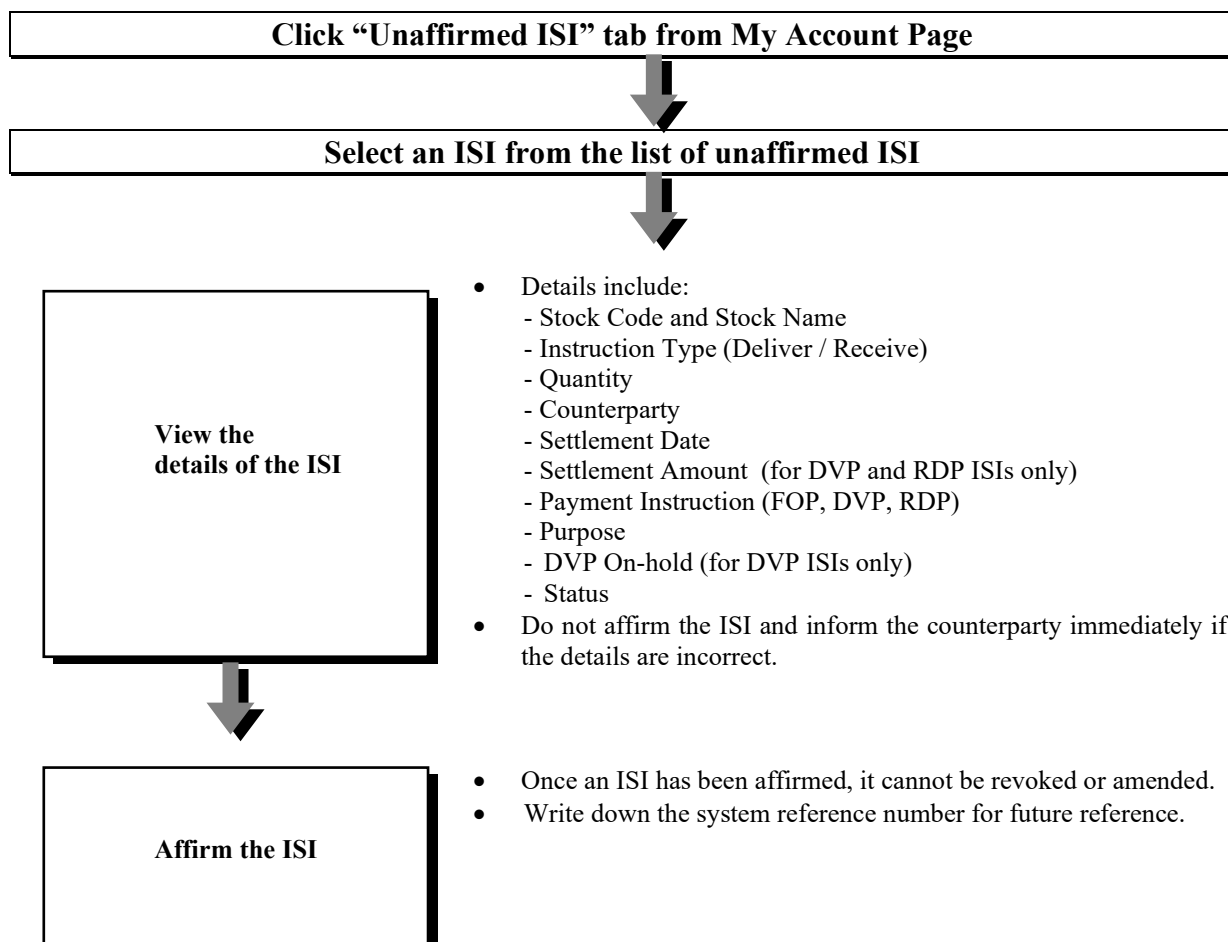 Click “Unaffirmed ISI” tab from My Account Page
Select an ISI from the list of unaffirmed ISI
View the
details of the ISI
• Details include:
- Stock Code and Stock Name
- Instruction Type (Deliver / Receive)
- Quantity
- Counterparty
- Settlement Date
- Settlement Amount (for DVP and RDP ISIs only)
- Payment Instruction (FOP, DVP, RDP)
- Purpose
- DVP On-hold (for DVP ISIs only)
- Status
• Do not affirm the ISI and inform the counterparty immediately if
the details are incorrect.
Affirm the ISI
• Once an ISI has been affirmed, it cannot be revoked or amended.
• Write down the system reference number for future reference.